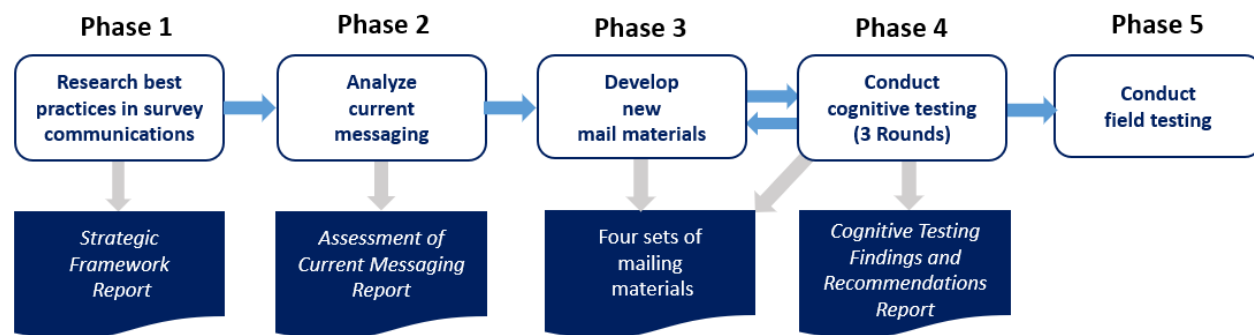 Phase 1
Phase 2
Phase 3
Phase 4
Phase 5
Research best
practices in survey
communications
Analyze
current
messaging
Develop
new
mail materials
Conduct
cognitive testing
(3 Rounds)
Conduct
field testing
Strategic
Framework
Report
Assessment of
Current Messaging
Report
Four sets of
mailing
materials
Cognitive Testing
Findings and
Recommendations
Report